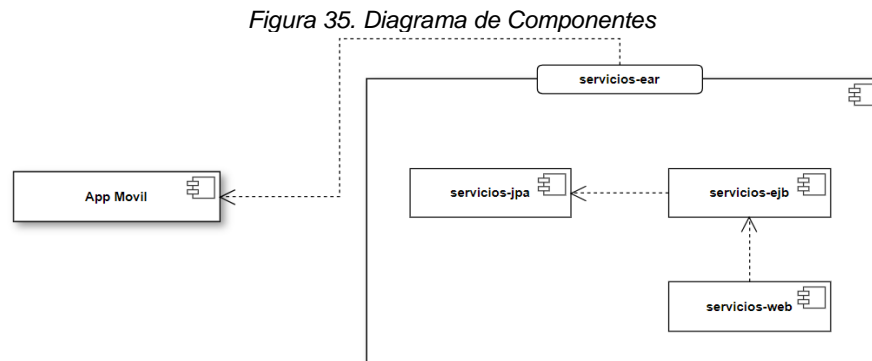 Figura 35. Diagrama de Componentes
servicios-ear
App Movil
servicios-jpa
servicios-ejb
servicios-web